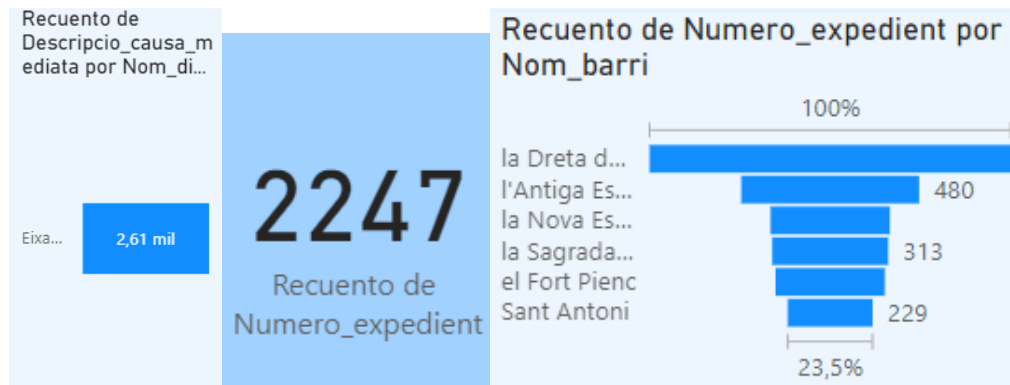 Recuento de
Descripcio_causa_m
ediata por Nom_di...
Eixa...
2,61 mil
2247
Recuento de
Numero_expedient
Recuento de Numero_expedient por
Nom_barri
100%
la Dreta d...
l'Antiga Es...
480
la Nova Es...
la Sagrada...
313
el Fort Pienc
Sant Antoni
229
23,5%